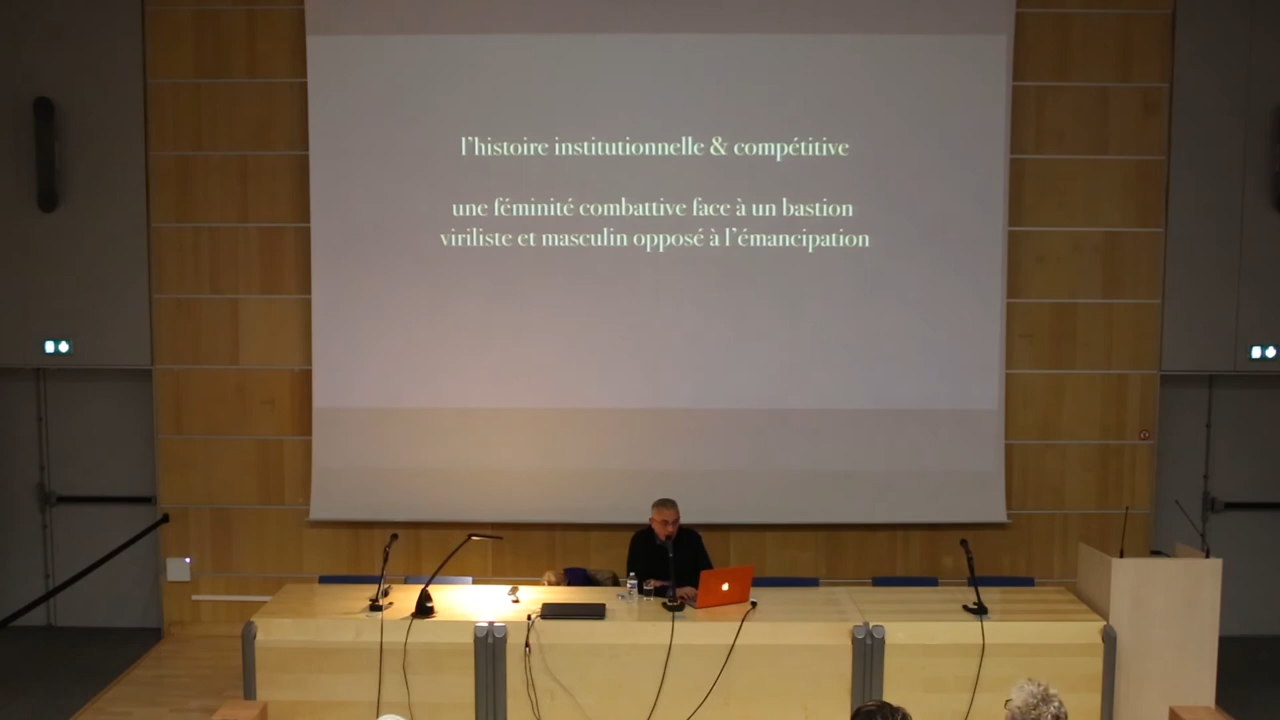 l'histoire institutionnelle & compétitive
une féminité combattive face à un bastion
viriliste et masculin opposé à l'émancipation